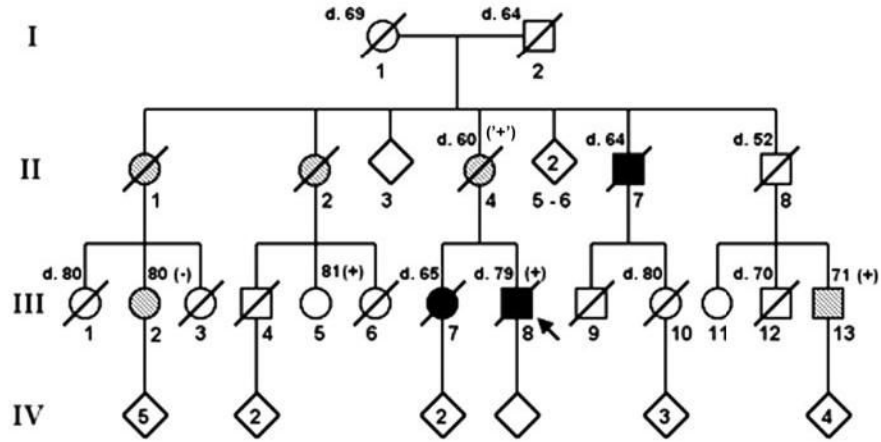 d. 69 d. 64
I
1 2
d. 60 ('+') d. 64 d. 52
II 2
1 2 3 4 5 - 6 7 8
d. 80 80 (-) 81 (+) d. 65 d. 79 (+) d. 80 d. 70 71 (+)
III
1 2 3 4 5 6 7 8 9 10 11 12 13
IV 5 2 2 3 4